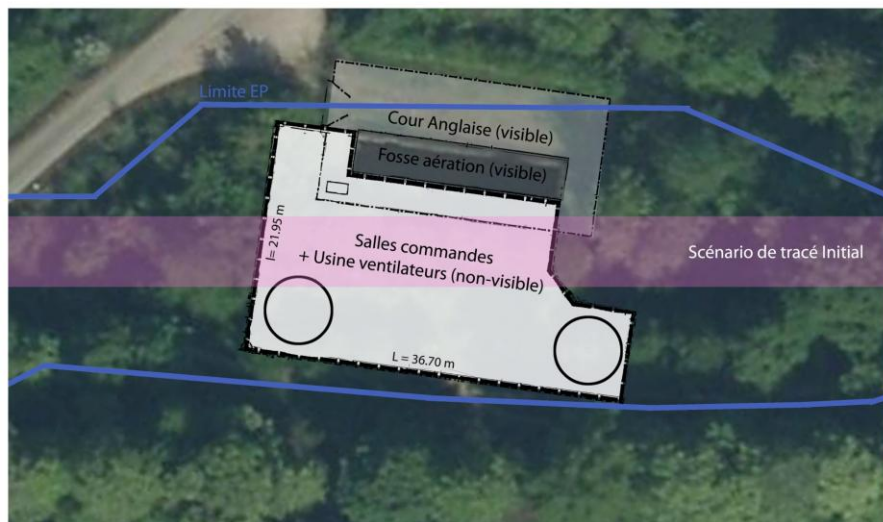 Limite EP
Cour Anglaise (visible)
Fosse aération (visible)
l= 21.95 m
Salles commandes
+ Usine ventilateurs (non-visible)
Scénario de tracé Initial
L = 36.70 m